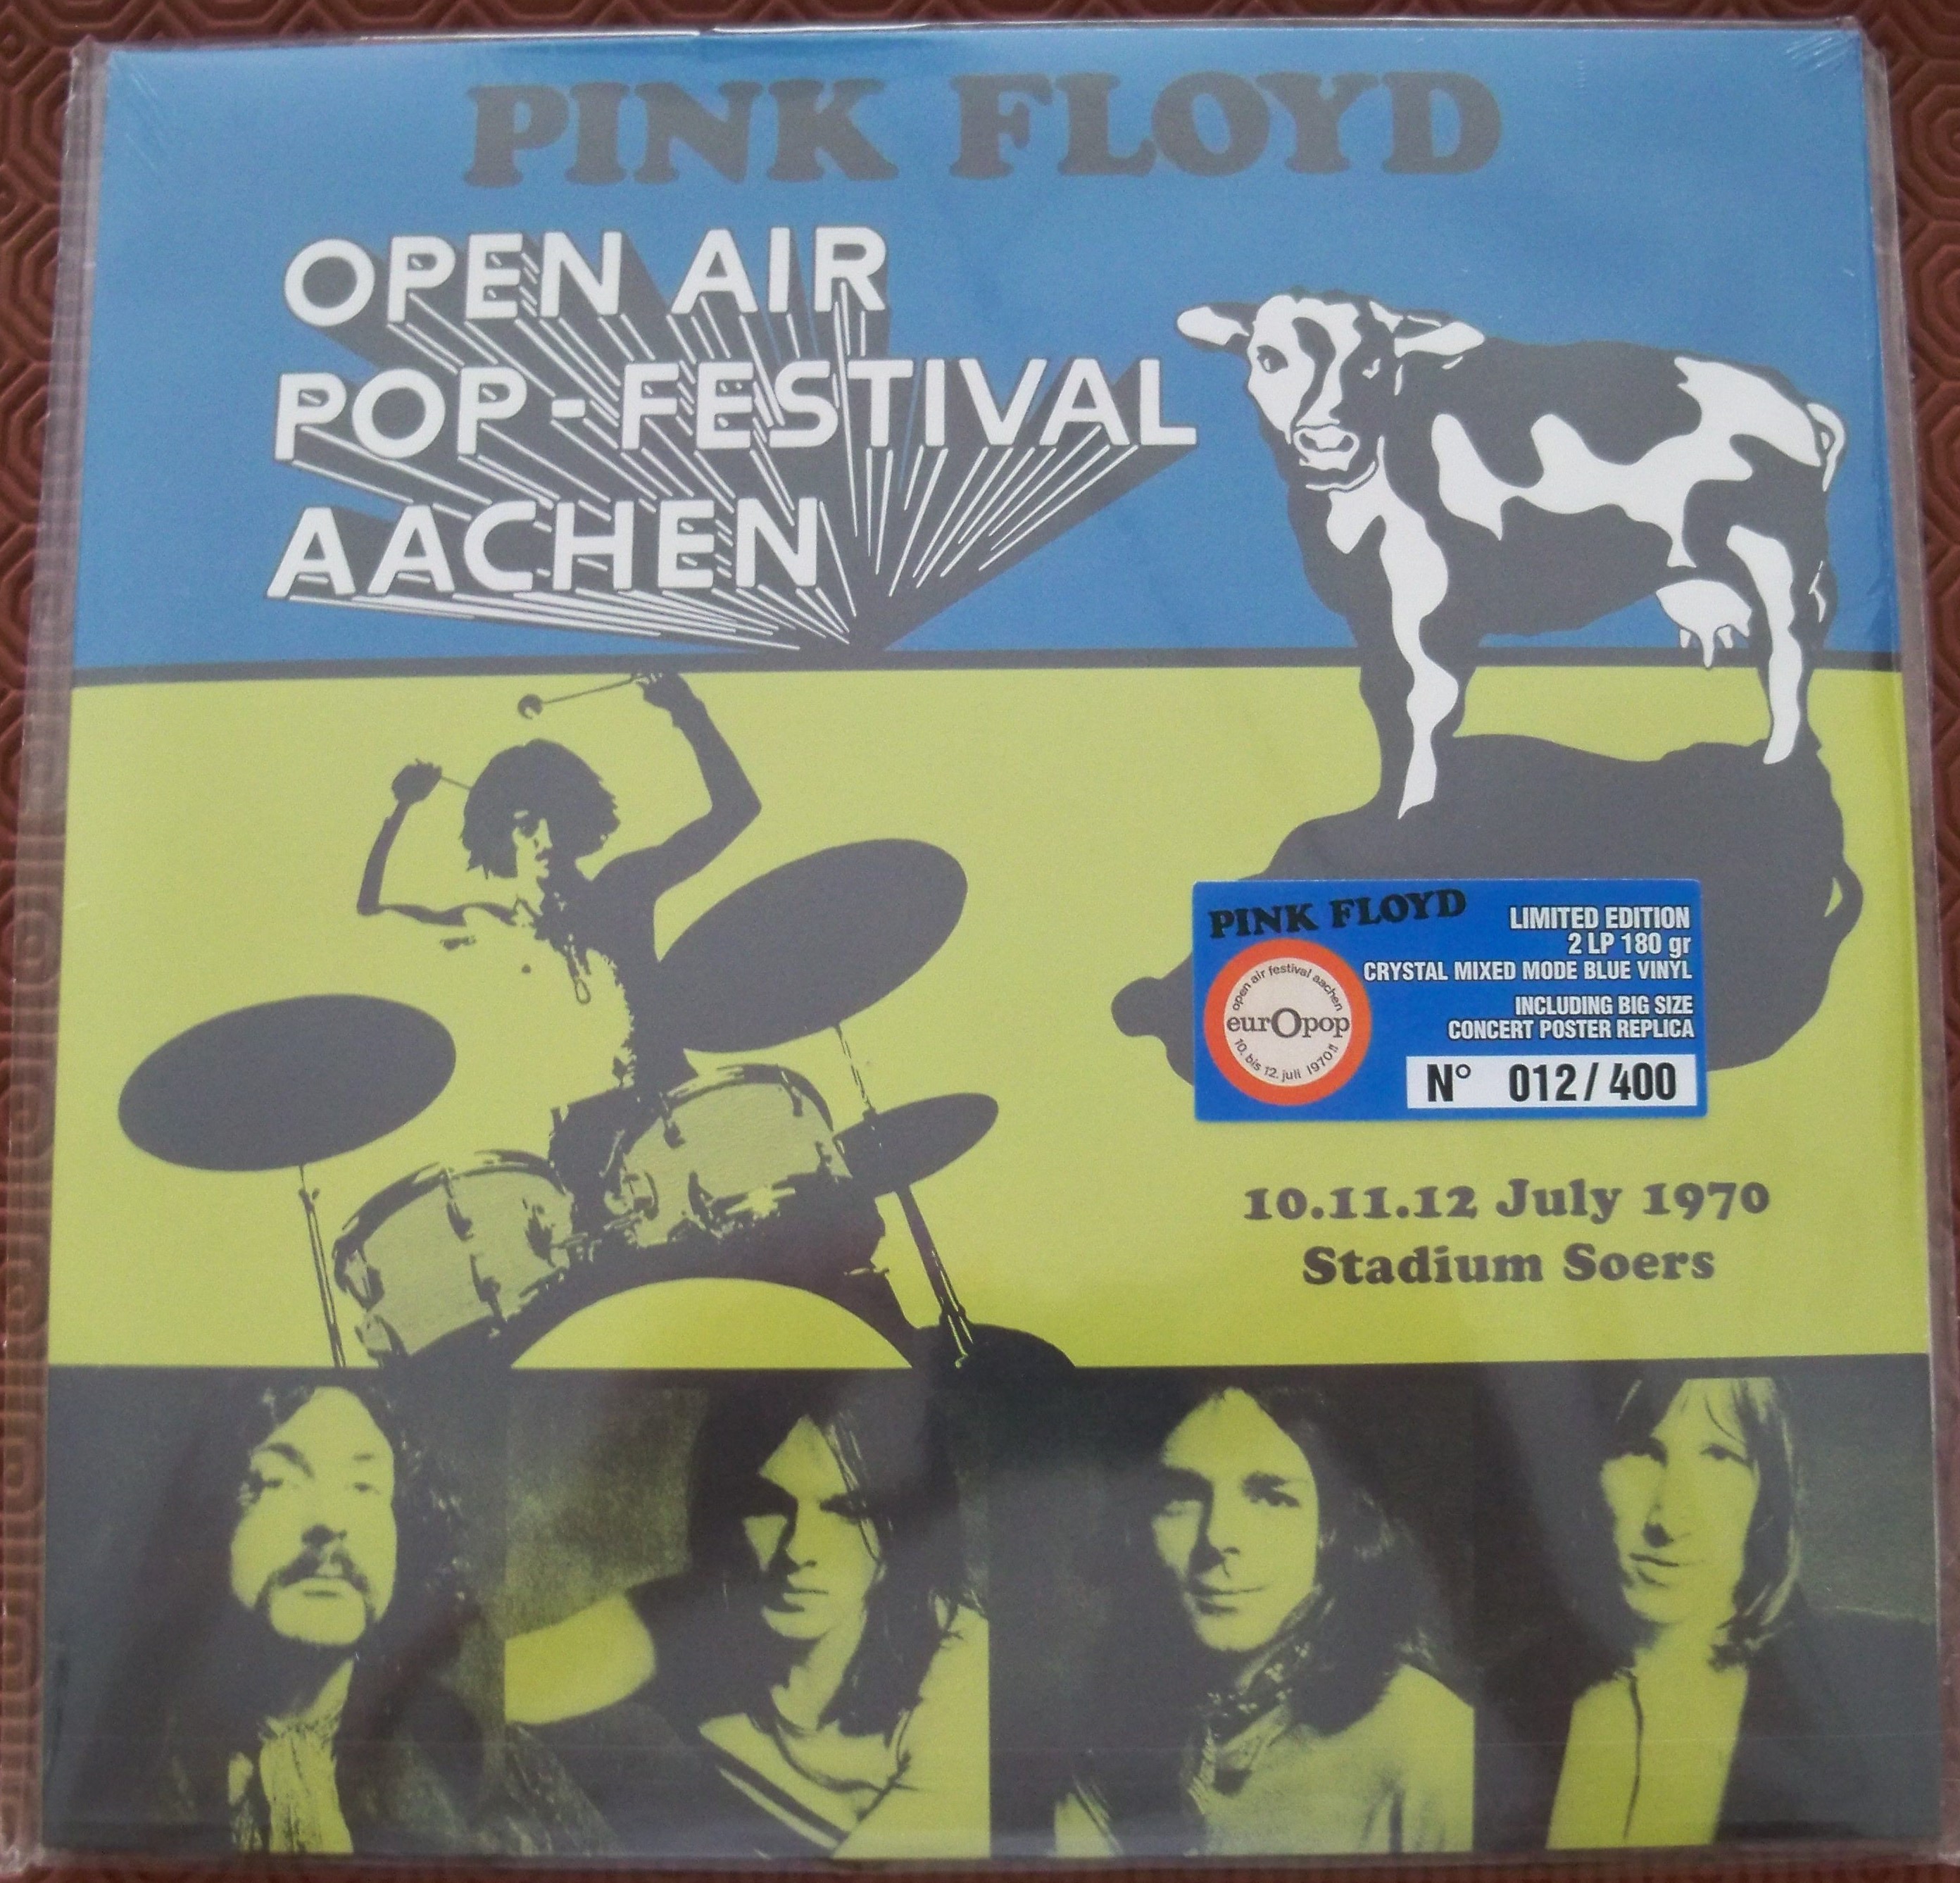 PINK FLOYD
OPEN AIR
POP-FESTIVAL
AACHEN
PINK FLOYD
LIMITED EDITION
2 LP 180 gr
CRYSTAL MIXED MODE BLUE VINYL
INCLUDING BIG SIZE
CONCERT POSTER REPLICA
open air festival aachen
eurOpop
10. bis 12. juli 1970!!
N° 012/400
10.11.12 July 1970
Stadium Soers